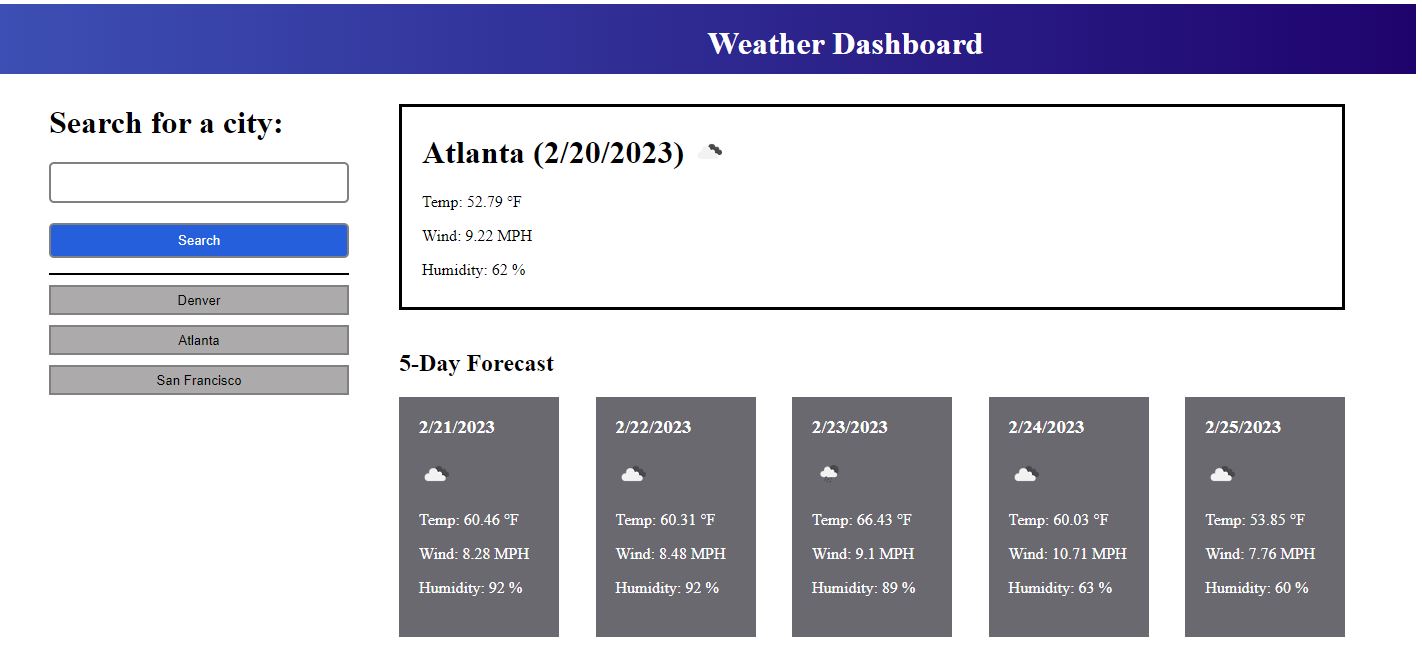 Weather Dashboard
Search for a city:
Search
Denver
Atlanta
San Francisco
Atlanta (2/20/2023)
Temp: 52.79 °F
Wind: 9.22 MPH
Humidity: 62 %
5-Day Forecast
2/21/2023
Temp: 60.46 °F
Wind: 8.28 MPH
Humidity: 92 %
2/22/2023
Temp: 60.31 °F
Wind: 8.48 MPH
Humidity: 92 %
2/23/2023
Temp: 66.43 °F
Wind: 9.1 MPH
Humidity: 89 %
2/24/2023
Temp: 60.03 °F
Wind: 10.71 MPH
Humidity: 63 %
2/25/2023
Temp: 53.85 °F
Wind: 7.76 MPH
Humidity: 60 %